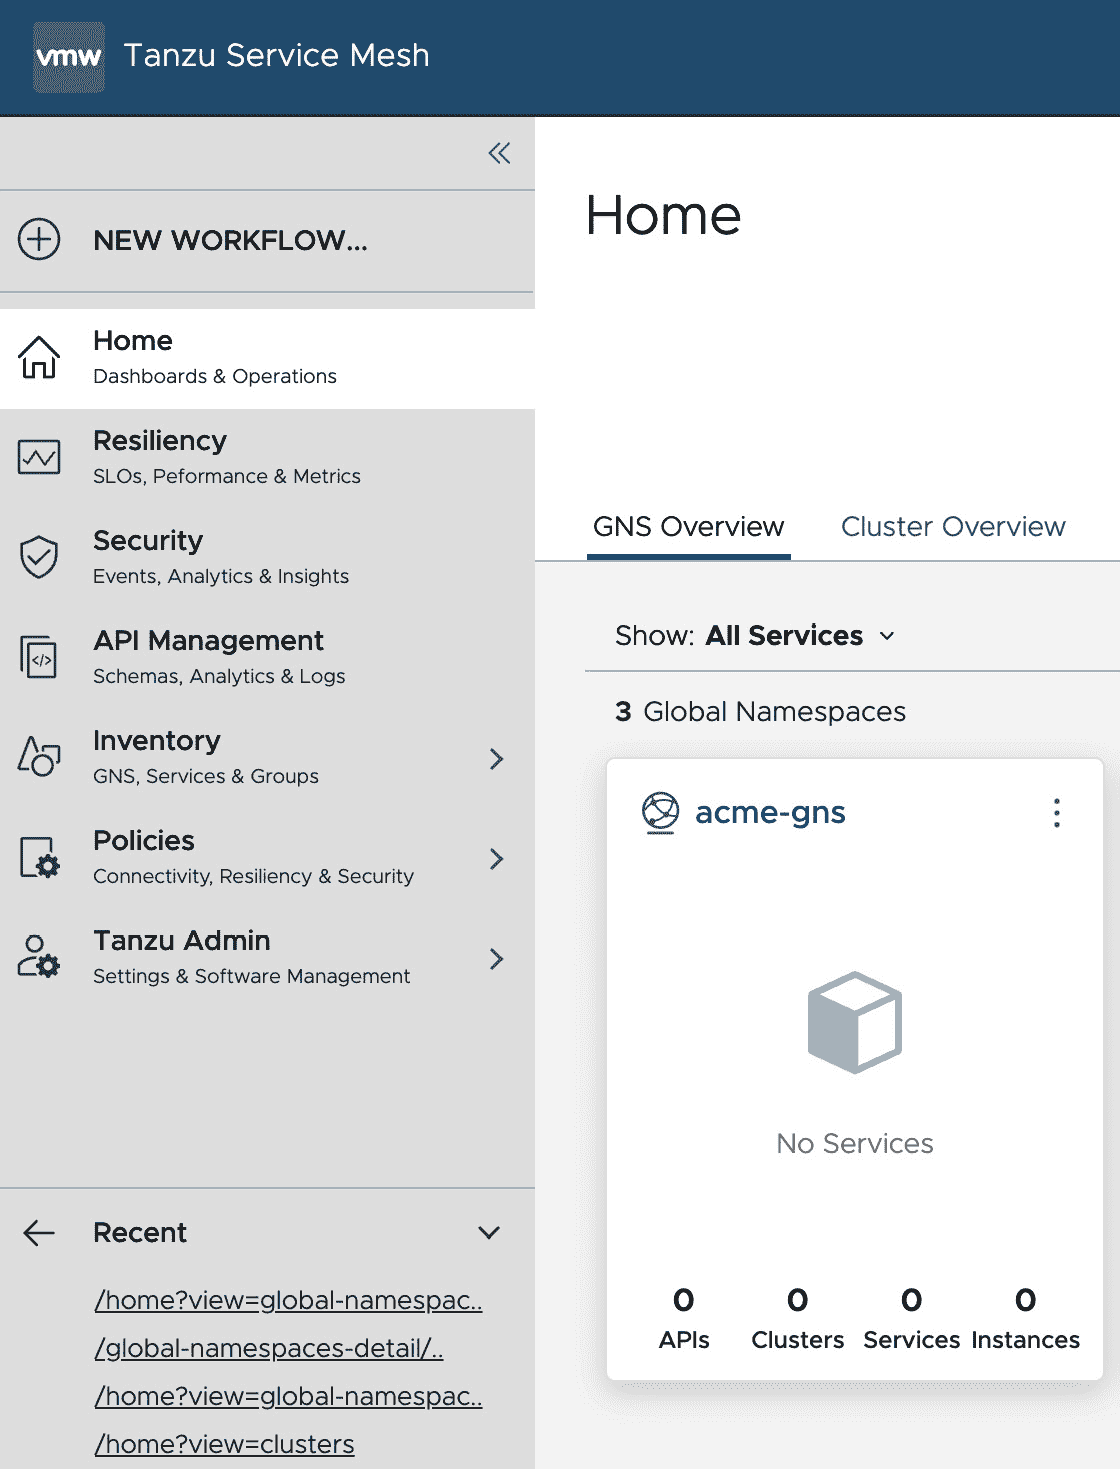 vmw Tanzu Service Mesh
NEW WORKFLOW...
Home
Dashboards & Operations
Resiliency
SLOs, Peformance & Metrics
Security
Events, Analytics & Insights
API Management
Schemas, Analytics & Logs
Inventory
GNS, Services & Groups
Policies
Connectivity, Resiliency & Security
Tanzu Admin
Settings & Software Management
Recent
/home?view=global-namespac..
/global-namespaces-detail/..
/home?view=global-namespac..
/home?view=clusters
Home
GNS Overview Cluster Overview
Show: All Services
3 Global Namespaces
acme-gns
</>
No Services
0 0 0 0
APIs Clusters Services Instances